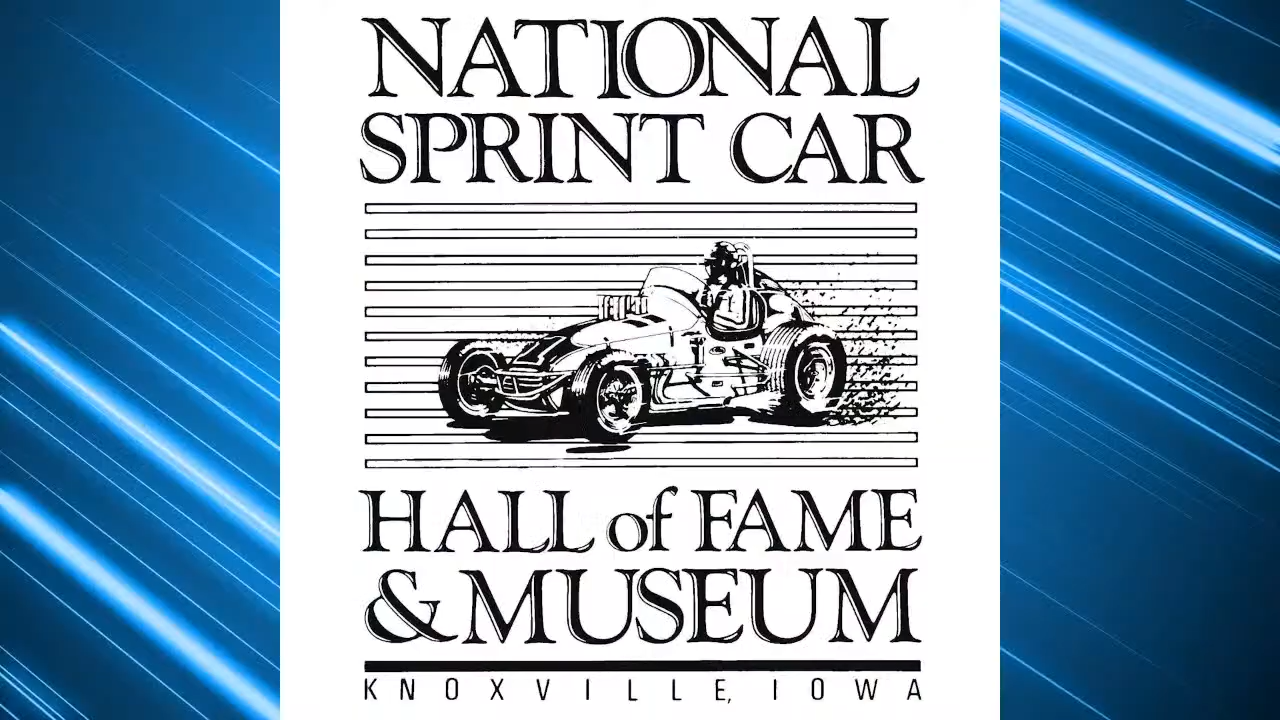 NATIONAL
SPRINT CAR
HALL of FAME
& MUSEUM
KNOXVILLE, IOWA